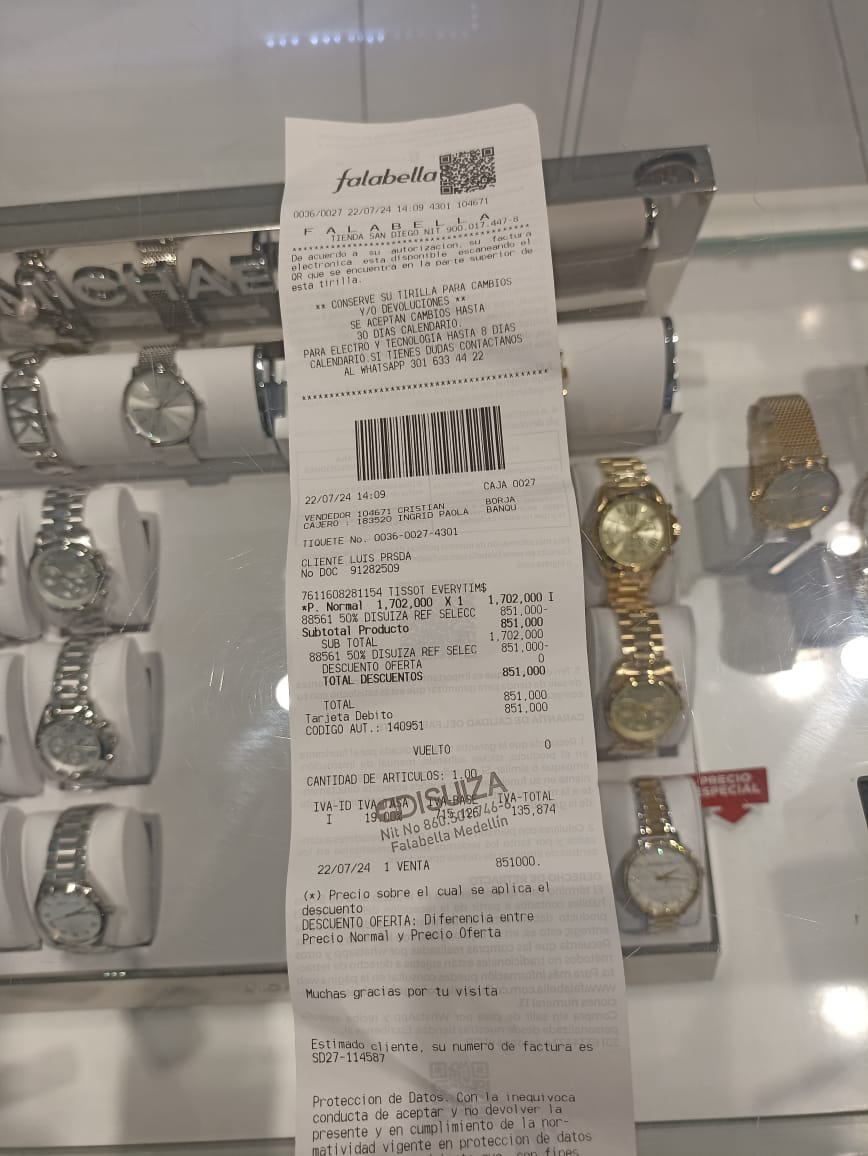 falabella
0036/0027 22/07/24 14:09 4301 104671
F A L A B E L L A
TIENDA SAN DIEGO NIT 900.017.447-8
****************************************
De acuerdo a su autorizacion, su factura
electronica esta disponible escaneando el
QR que se encuentra en la parte superior de
esta tirilla.
** CONSERVE SU TIRILLA PARA CAMBIOS
Y/O DEVOLUCIONES **
SE ACEPTAN CAMBIOS HASTA
30 DIAS CALENDARIO.
PARA ELECTRO Y TECNOLOGIA HASTA 8 DIAS
CALENDARIO.SI TIENES DUDAS CONTACTANOS
AL WHATSAPP 301 633 44 22
****************************************
22/07/24 14:09 CAJA 0027
VENDEDOR 104671 CRISTIAN BORJA
CAJERO : 183520 INGRID PAOLA BANQU
TIQUETE No. 0036-0027-4301
CLIENTE LUIS PRSDA
No DOC 91282509
7611608281154 TISSOT EVERYTIM$
*P. Normal 1,702,000 X 1 1,702,000 I
88561 50% DISUIZA REF SELECC 851,000-
Subtotal Producto 851,000
SUB TOTAL 1,702,000
88561 50% DISUIZA REF SELEC 851,000-
DESCUENTO OFERTA 0
TOTAL DESCUENTOS 851,000
TOTAL 851,000
Tarjeta Debito 851,000
CODIGO AUT.: 140951
VUELTO 0
CANTIDAD DE ARTICULOS: 1.00
IVA-ID IVA-TASA IVA-BASE IVA-TOTAL
I 19.00% 715,126 135,874
DISUIZA
Nit No
Falabella Medellín
22/07/24 1 VENTA 851000.
(*) Precio sobre el cual se aplica el
descuento
DESCUENTO OFERTA: Diferencia entre
Precio Normal y Precio Oferta
Muchas gracias por tu visita
Estimado cliente, su numero de factura es
SD27-114587
Proteccion de Datos. Con la inequivoca
conducta de aceptar y no devolver la
presente y en cumplimiento de la nor-
matividad vigente en proteccion de datos
MICHAE
PRECIO
ESPECIAL